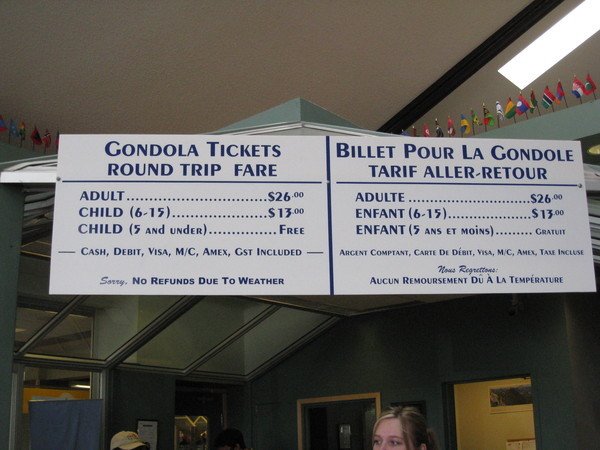 GONDOLA TICKETS
ROUND TRIP FARE
ADULT..............................$26.00
CHILD (6-15)......................$13.00
CHILD (5 AND UNDER)..................FREE
CASH, DEBIT, VISA, M/C, AMEX, GST INCLUDED
Sorry, NO REFUNDS DUE TO WEATHER
BILLET POUR LA GONDOLE
TARIF ALLER-RETOUR
ADULTE..............................$26.00
ENFANT (6-15)......................$13.00
ENFANT (5 ANS ET MOINS)..........GRATUIT
ARGENT COMPTANT, CARTE DE DÉBIT, VISA, M/C, AMEX, TAXE INCLUSE
Nous Regrettons:
AUCUN REMOURSEMENT DÛ À LA TEMPÉRATURE